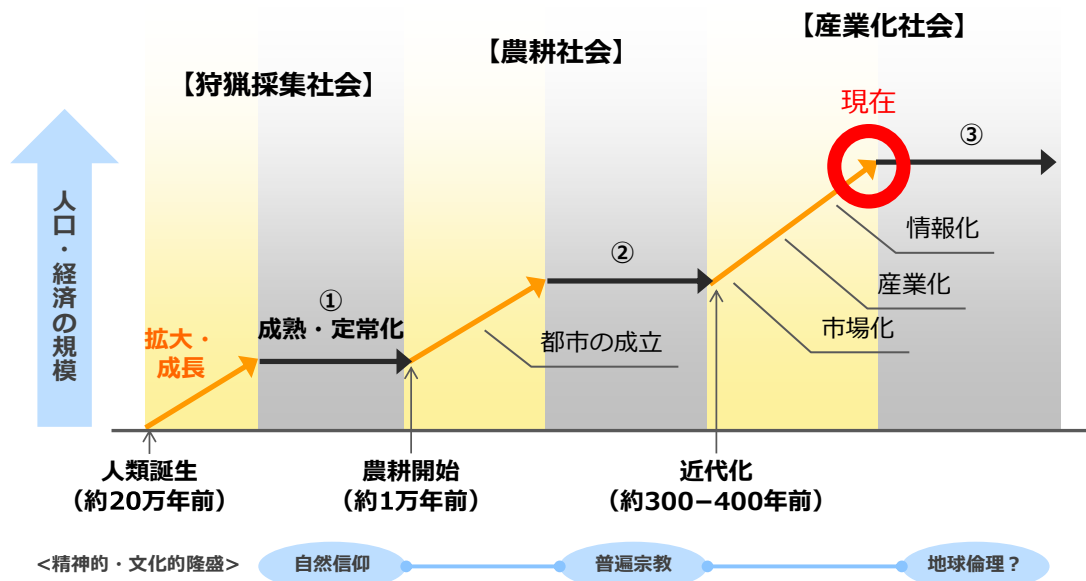 【狩猟採集社会】
【農耕社会】
【産業化社会】
現在
人口・経済の規模
拡大・
成長
①
成熟・定常化
②
都市の成立
③
情報化
産業化
市場化
人類誕生
（約20万年前）
農耕開始
（約1万年前）
近代化
（約300−400年前）
<精神的・文化的隆盛>
自然信仰
普遍宗教
地球倫理？